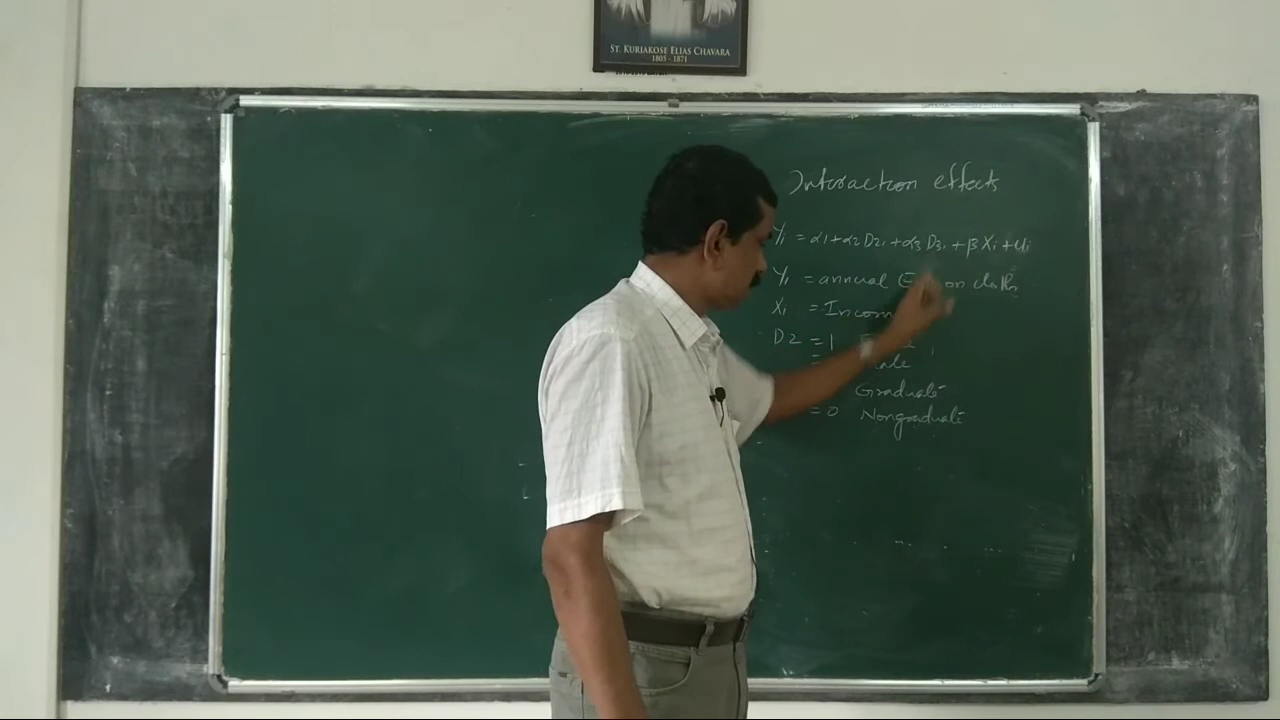 ST. KURIAKOSE ELIAS CHAVARA
1805 - 1871
Interaction effects
Yi = α1+α2 D2i +α3 D3i + β Xi + ui
Yi = annual E on
Xi = Incom
D2 = 1
=
Graduate
= 0 Nongraduate